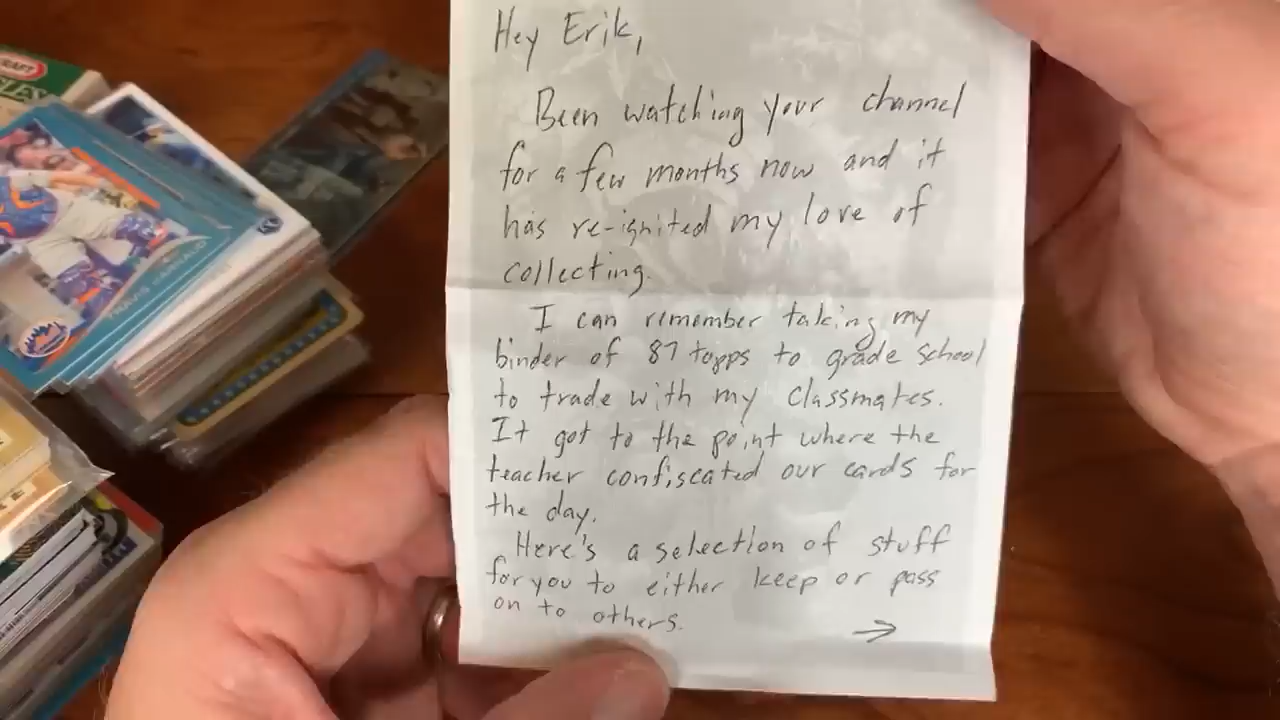 Hey Erik,
Been watching your channel
for a few months now and it
has re-ignited my love of
collecting.
I can remember taking my
binder of 87 topps to grade school
to trade with my classmates.
It got to the point where the
teacher confiscated our cards for
the day.
Here's a selection of stuff
for you to either keep or pass
on to others.
→
TRAVIS d'ARNAUD